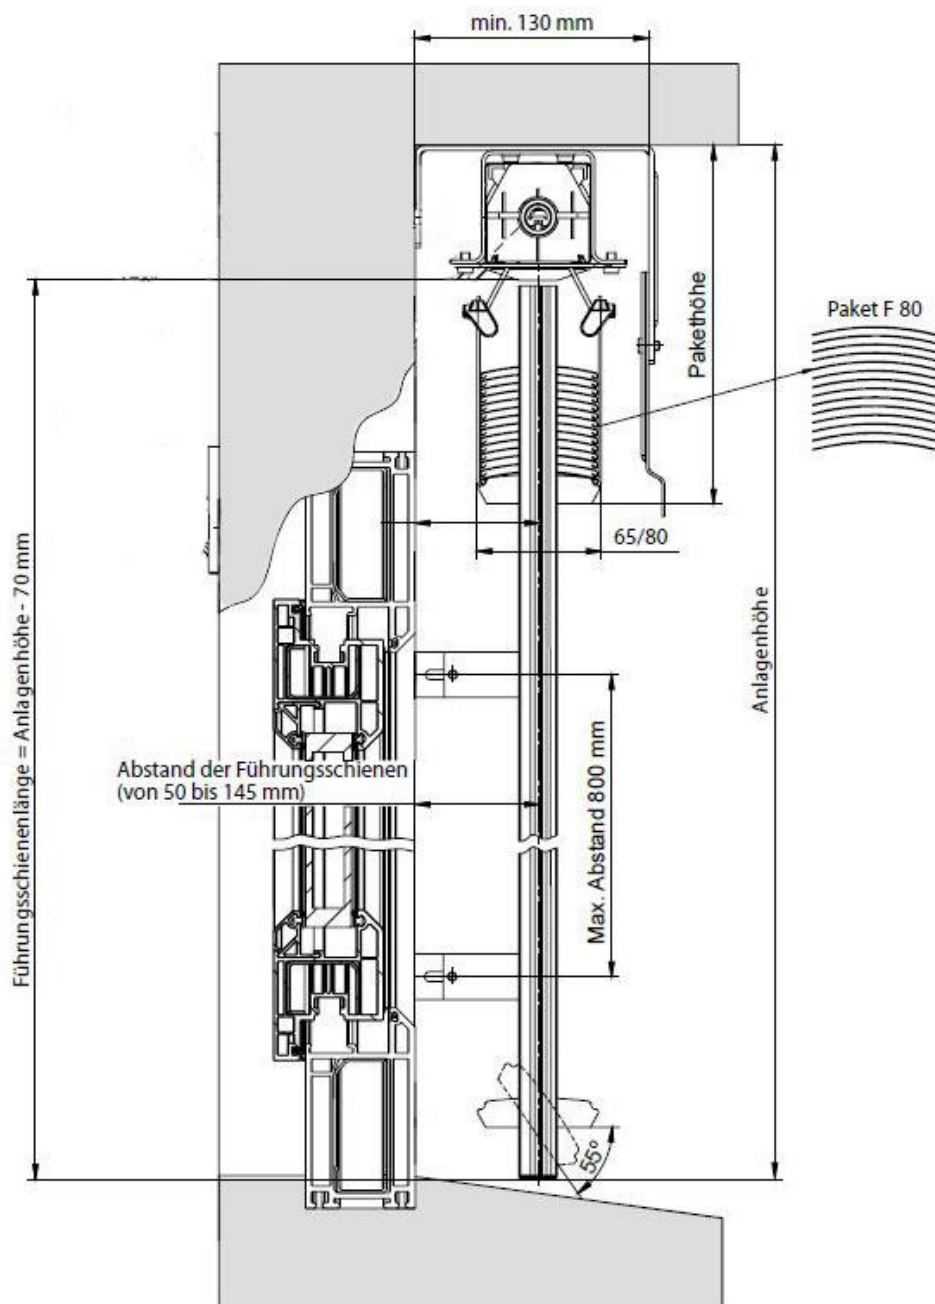 min. 130 mm
Pakethöhe
Paket F 80
65/80
Führungsschienenlänge = Anlagenhöhe - 70 mm
Anlagenhöhe
Abstand der Führungsschienen
(von 50 bis 145 mm)
Max. Abstand 800 mm
55°